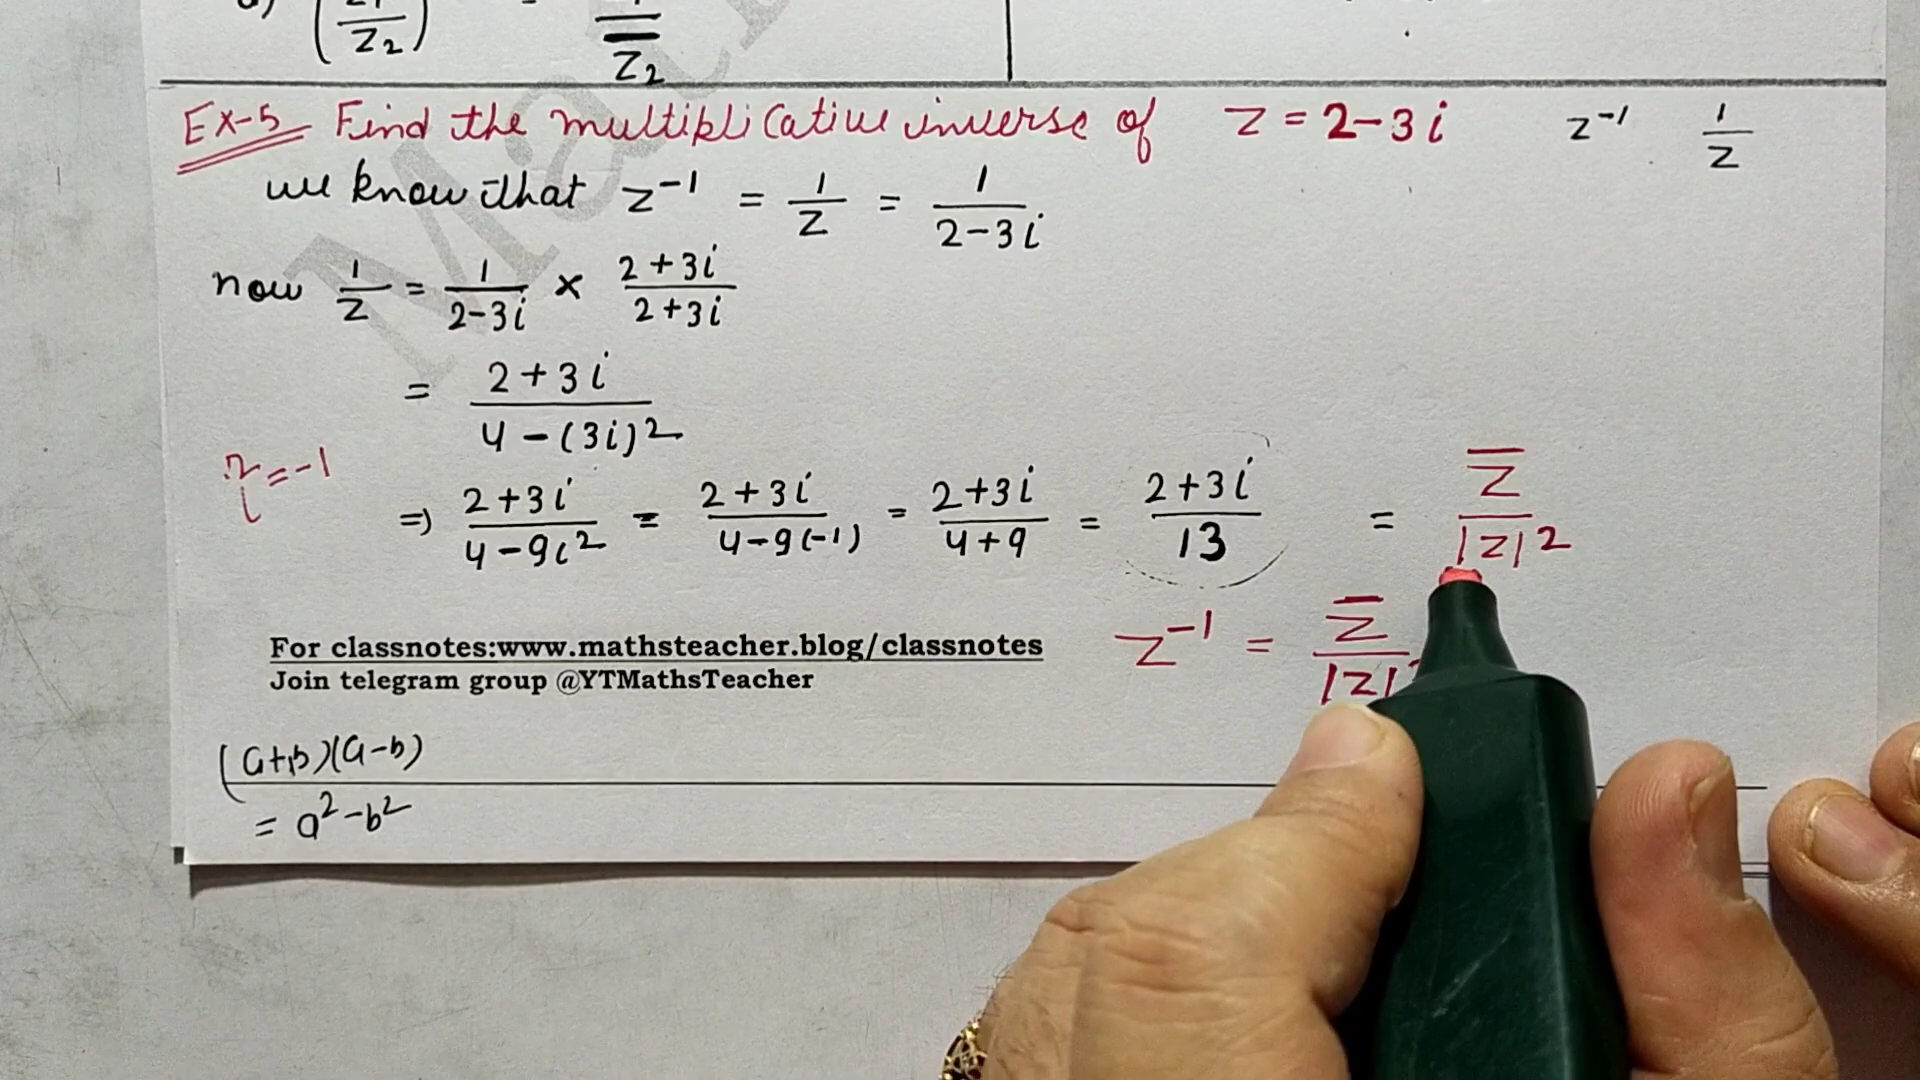 Z2 Z2
Ex-5 Find the multiplicative inverse of z = 2-3i z⁻¹ 1/z
we know that z⁻¹ = 1/z = 1/(2-3i)
now 1/z = 1/(2-3i) × (2+3i)/(2+3i)
= (2+3i)/(4-(3i)²)
i²=-1
⇒ (2+3i)/(4-9i²) = (2+3i)/(4-9(-1)) = (2+3i)/(4+9) = (2+3i)/13 = z̅/|z|²
z⁻¹ = z̅/|z|
For classnotes:www.mathsteacher.blog/classnotes
Join telegram group @YTMathsTeacher
(a+b)(a-b)
= a²-b²